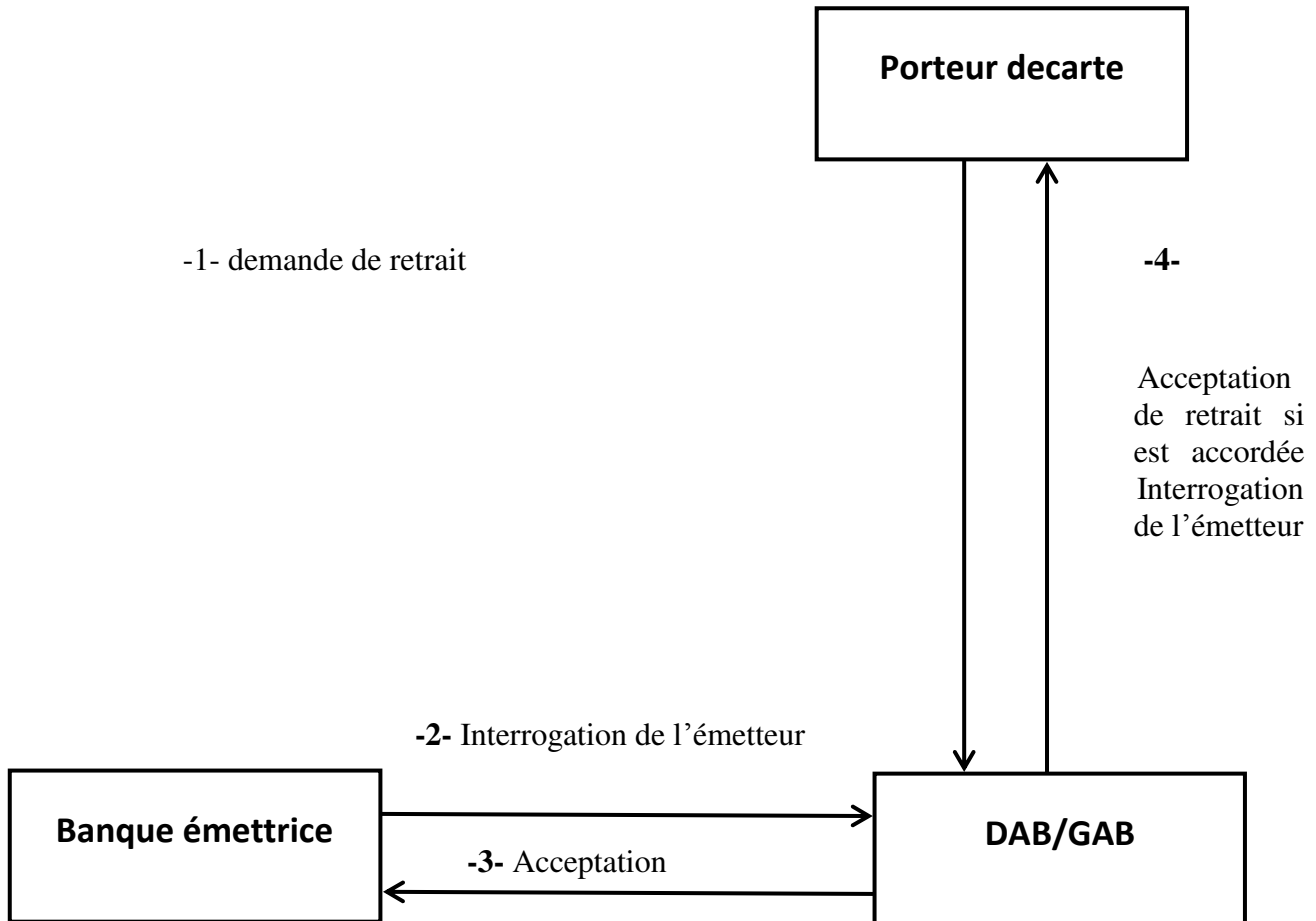 Porteur decarte
-1- demande de retrait
-4-
Acceptation
de retrait si
est accordée
Interrogation
de l’émetteur
-2- Interrogation de l’émetteur
Banque émettrice
DAB/GAB
-3- Acceptation